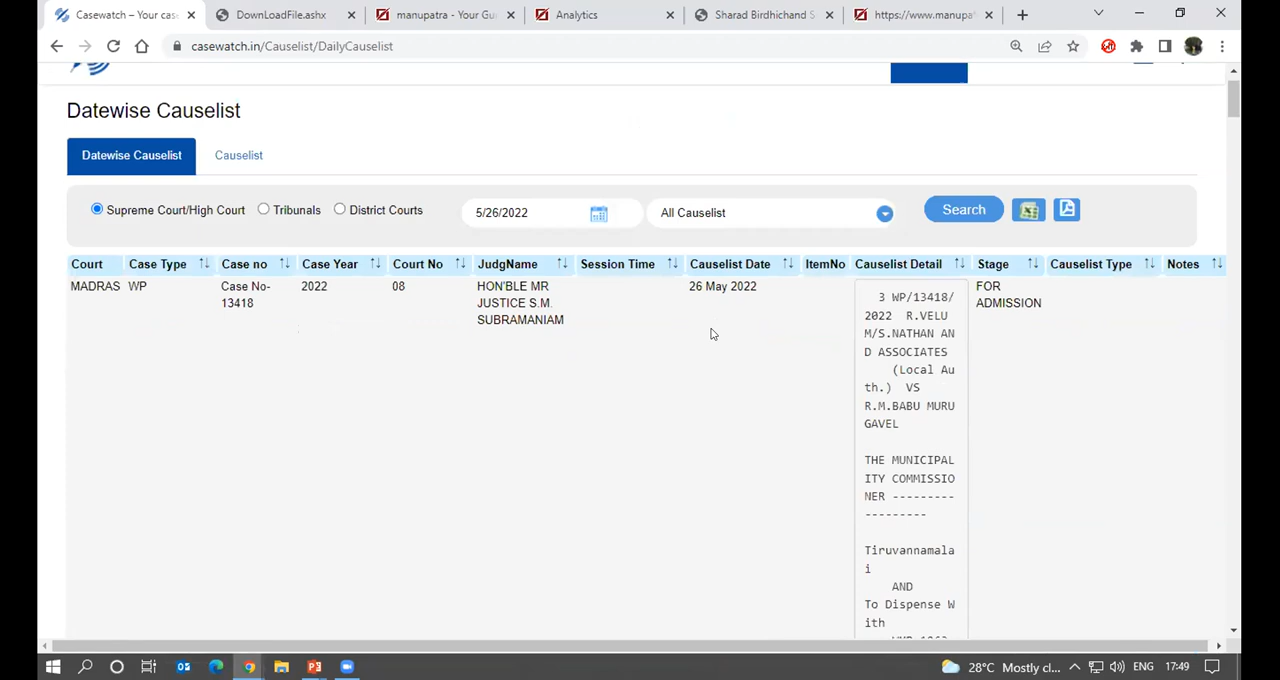 Casewatch – Your cas
DownLoadFile.ashx
manupatra - Your Gu
Analytics
Sharad Birdhichand S
https://www.manupat
casewatch.in/Causelist/DailyCauselist
Datewise Causelist
Datewise Causelist
Causelist
Supreme Court/High Court
Tribunals
District Courts
5/26/2022
All Causelist
Search
Court Case Type Case no Case Year Court No JudgName Session Time Causelist Date ItemNo Causelist Detail Stage Causelist Type Notes
MADRAS WP Case No-13418 2022 08 HON'BLE MR JUSTICE S.M. SUBRAMANIAM 26 May 2022
3 WP/13418/
2022 R.VELU
M/S.NATHAN AN
D ASSOCIATES
(Local Au
th.) VS
R.M.BABU MURU
GAVEL
THE MUNICIPAL
ITY COMMISSIO
NER ---------
-----------------
Tiruvannamala
i
AND
To Dispense W
ith
FOR
ADMISSION
28°C Mostly cl...
ENG
17:49